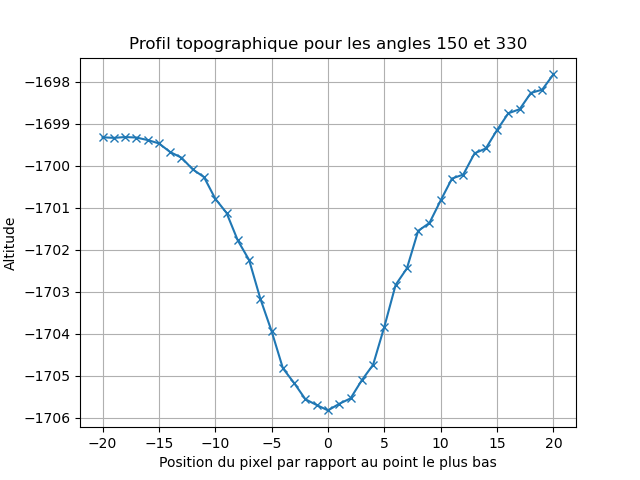 Profil topographique pour les angles 150 et 330
Altitude
−1698
−1699
−1700
−1701
−1702
−1703
−1704
−1705
−1706
−20 −15 −10 −5 0 5 10 15 20
Position du pixel par rapport au point le plus bas